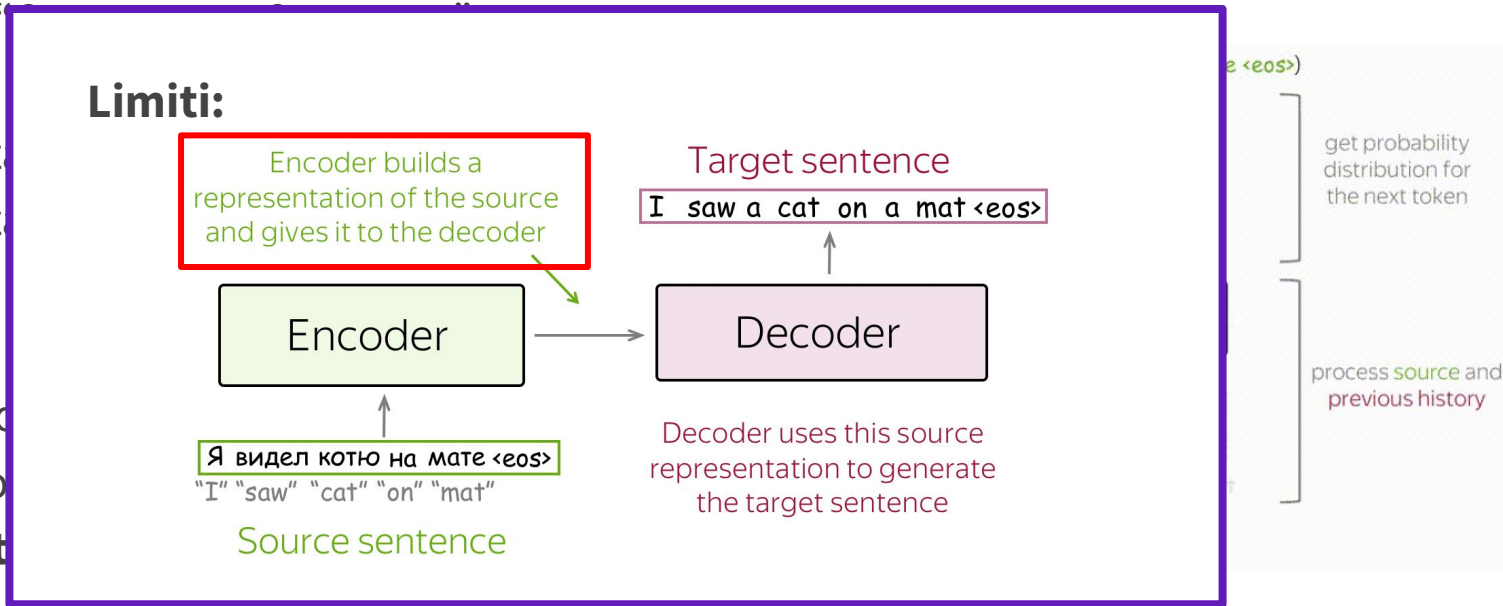 Limiti:
Encoder builds a
representation of the source
and gives it to the decoder
Target sentence
I saw a cat on a mat <eos>
Encoder
Decoder
Я видел котю на мате <eos>
"I" "saw" "cat" "on" "mat"
Source sentence
Decoder uses this source
representation to generate
the target sentence
<eos>)
get probability
distribution for
the next token
process source and
previous history